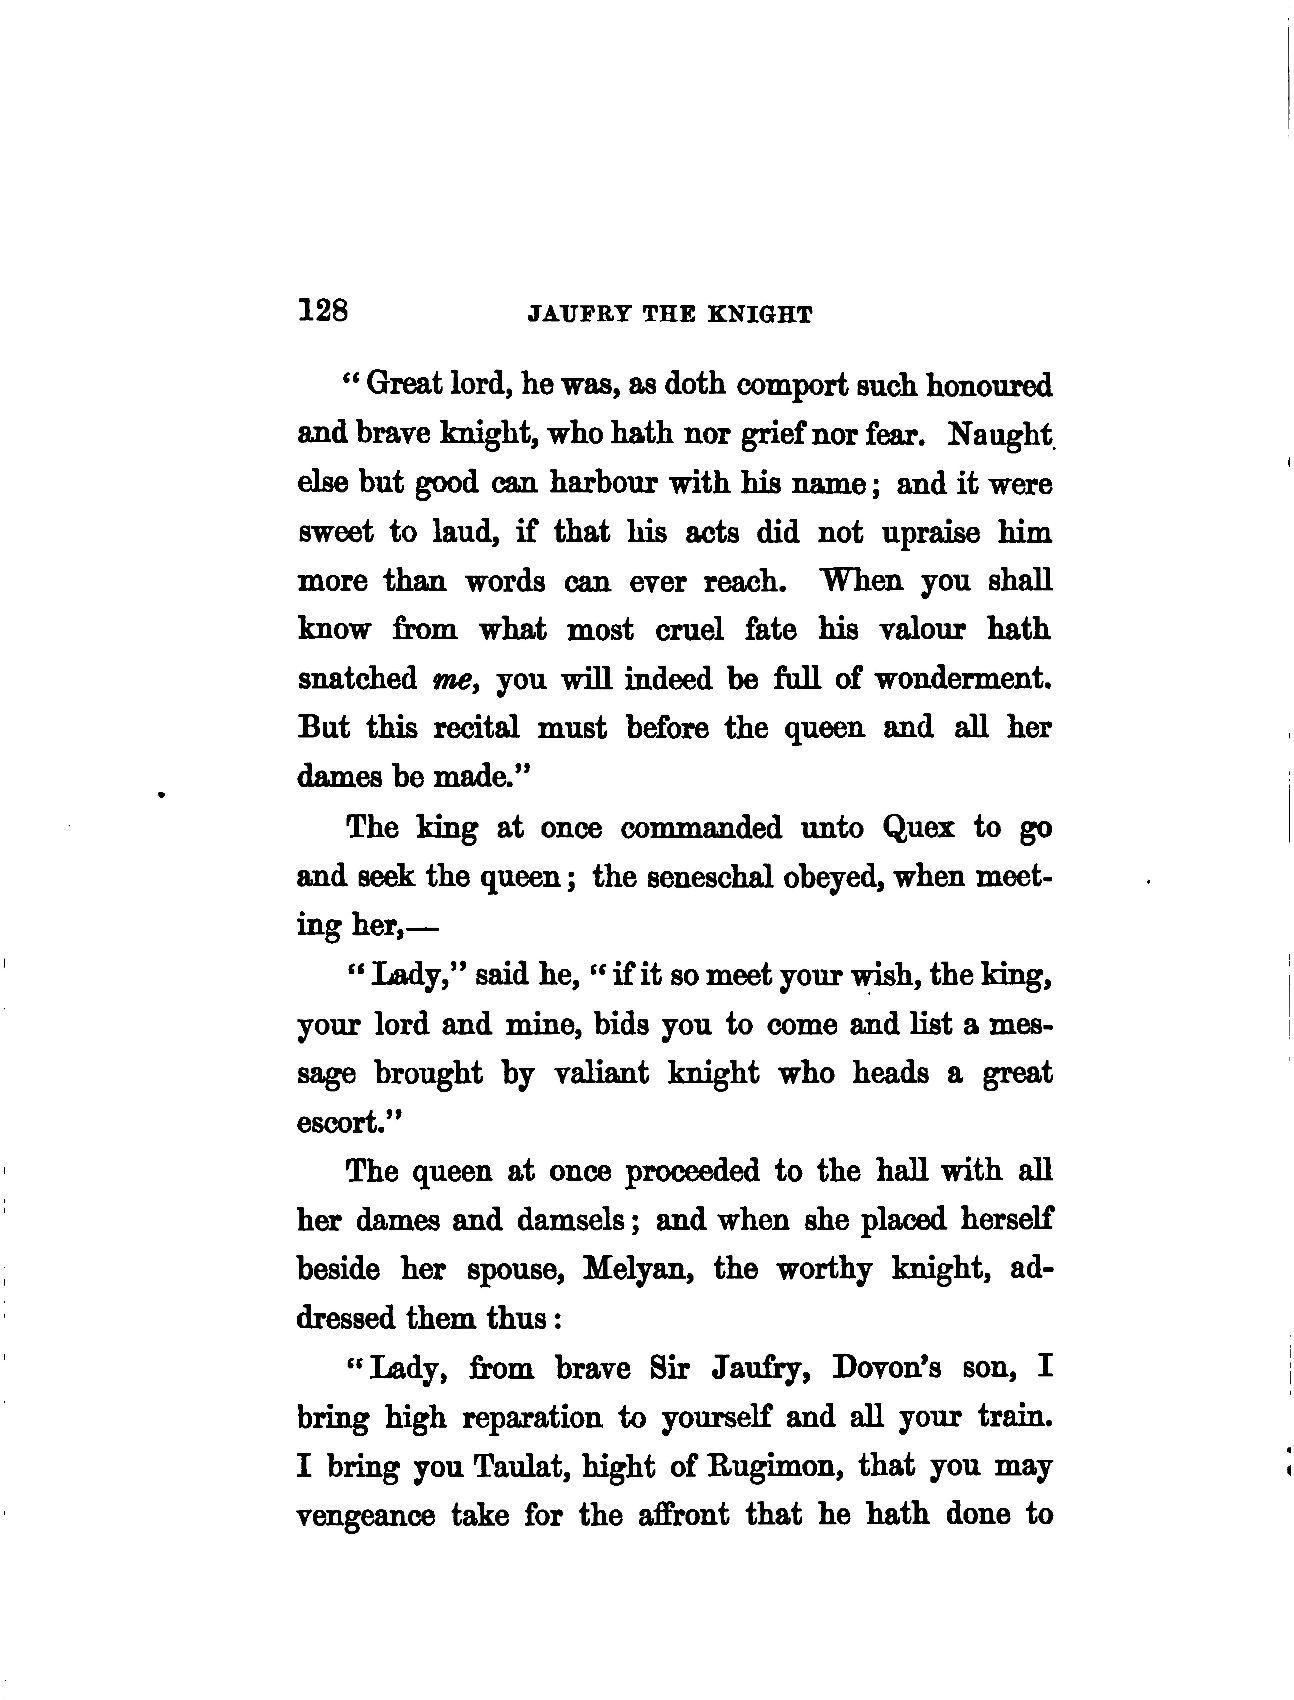 128 JAUFRY THE KNIGHT
“Great lord, he was, as doth comport such honoured
and brave knight, who hath nor grief nor fear. Naught
else but good can harbour with his name; and it were
sweet to laud, if that his acts did not upraise him
more than words can ever reach. When you shall
know from what most cruel fate his valour hath
snatched me, you will indeed be full of wonderment.
But this recital must before the queen and all her
dames be made.”
The king at once commanded unto Quex to go
and seek the queen; the seneschal obeyed, when meet-
ing her,—
“Lady,” said he, “if it so meet your wish, the king,
your lord and mine, bids you to come and list a mes-
sage brought by valiant knight who heads a great
escort.”
The queen at once proceeded to the hall with all
her dames and damsels; and when she placed herself
beside her spouse, Melyan, the worthy knight, ad-
dressed them thus:
“Lady, from brave Sir Jaufry, Dovon’s son, I
bring high reparation to yourself and all your train.
I bring you Taulat, hight of Rugimon, that you may
vengeance take for the affront that he hath done to